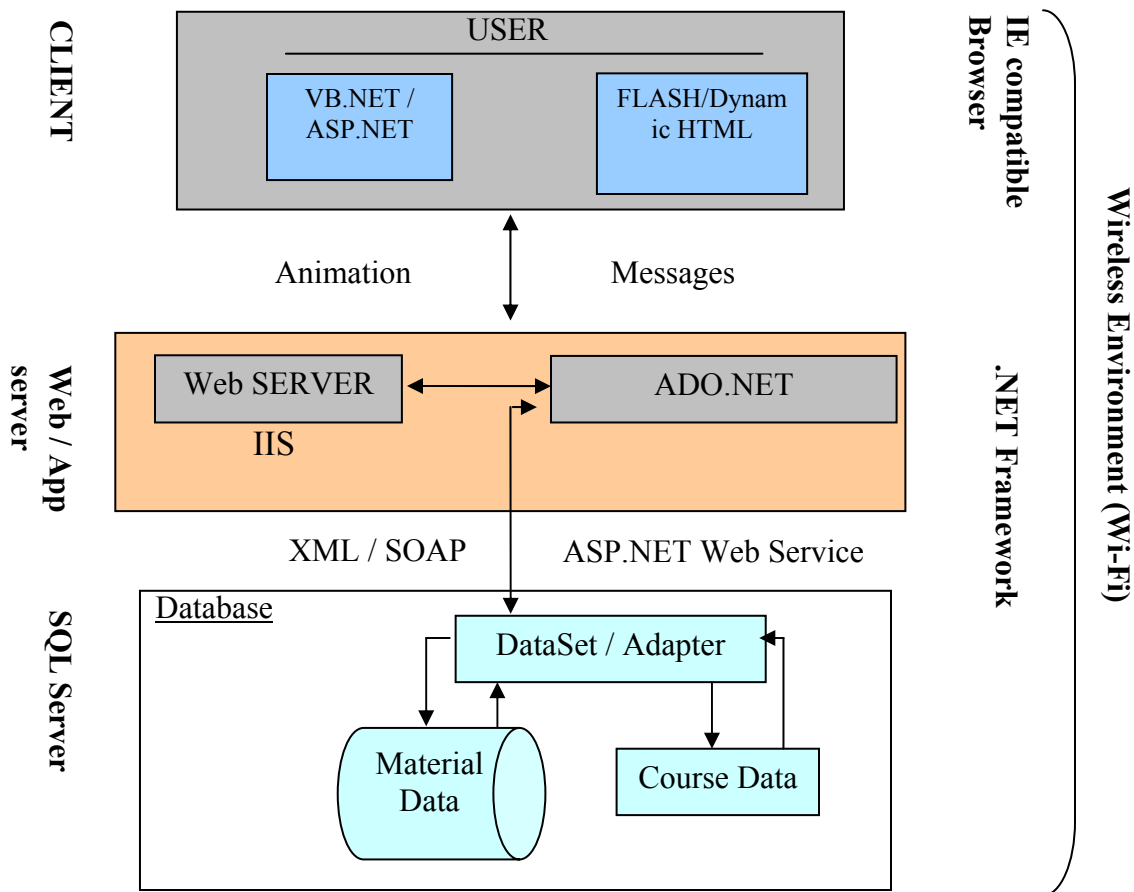 CLIENT
USER
VB.NET /
ASP.NET
FLASH/Dynam
ic HTML
IE compatible
Browser
Animation
Messages
Web / App
server
Web SERVER
IIS
ADO.NET
.NET Framework
Wireless Environment (Wi-Fi)
XML / SOAP
ASP.NET Web Service
SQL Server
Database
DataSet / Adapter
Material
Data
Course Data